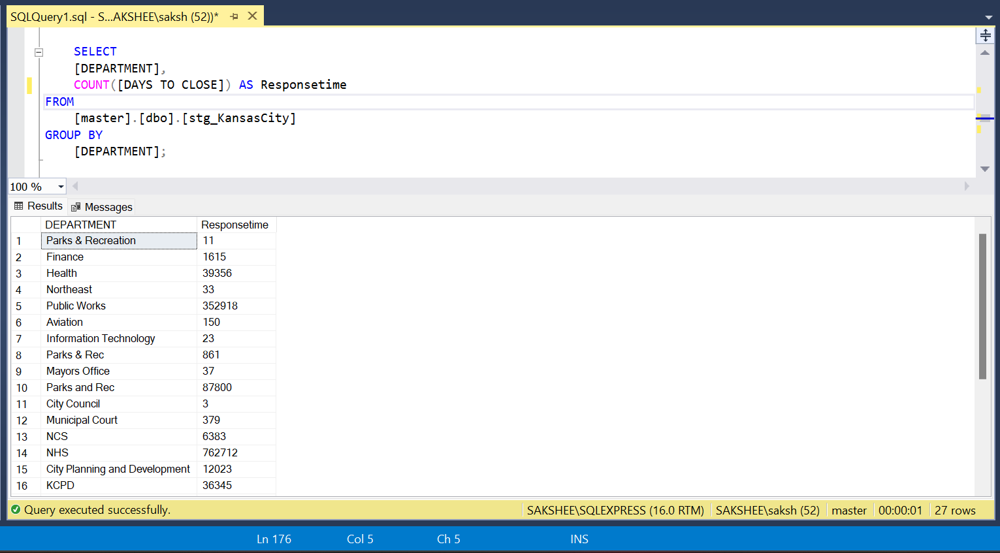 SQLQuery1.sql - S...AKSHEE\saksh (52))*
SELECT
[DEPARTMENT],
COUNT([DAYS TO CLOSE]) AS Responsetime
FROM
[master].[dbo].[stg_KansasCity]
GROUP BY
[DEPARTMENT];
100 %
Results Messages
DEPARTMENT Responsetime
1 Parks & Recreation 11
2 Finance 1615
3 Health 39356
4 Northeast 33
5 Public Works 352918
6 Aviation 150
7 Information Technology 23
8 Parks & Rec 861
9 Mayors Office 37
10 Parks and Rec 87800
11 City Council 3
12 Municipal Court 379
13 NCS 6383
14 NHS 762712
15 City Planning and Development 12023
16 KCPD 36345
Query executed successfully. SAKSHEE\SQLEXPRESS (16.0 RTM) SAKSHEE\saksh (52) master 00:00:01 27 rows
Ln 176 Col 5 Ch 5 INS